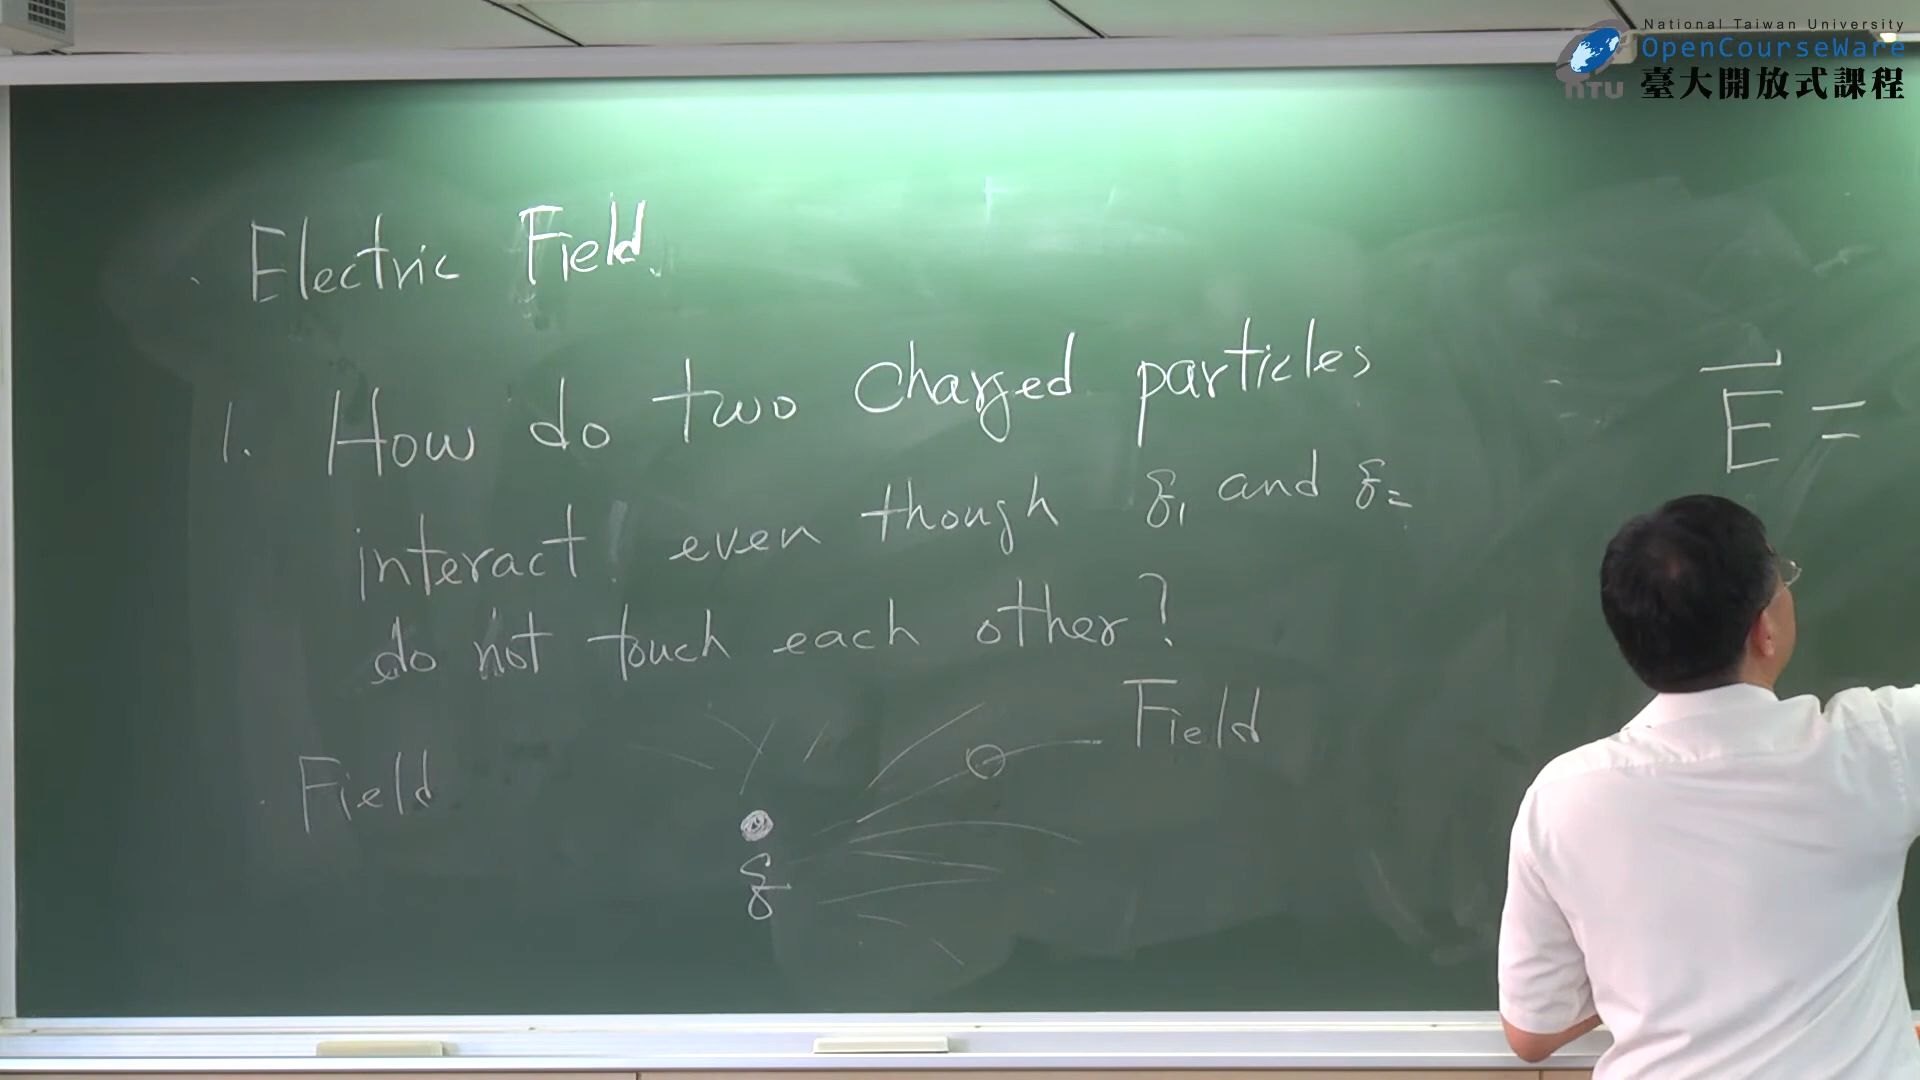 National Taiwan University
OpenCourseWare
臺大開放式課程
NTU
Electric Field.
1. How do two charged particles
interact even though q₁ and q₂
do not touch each other?
Field
Field
q
E⃗ =